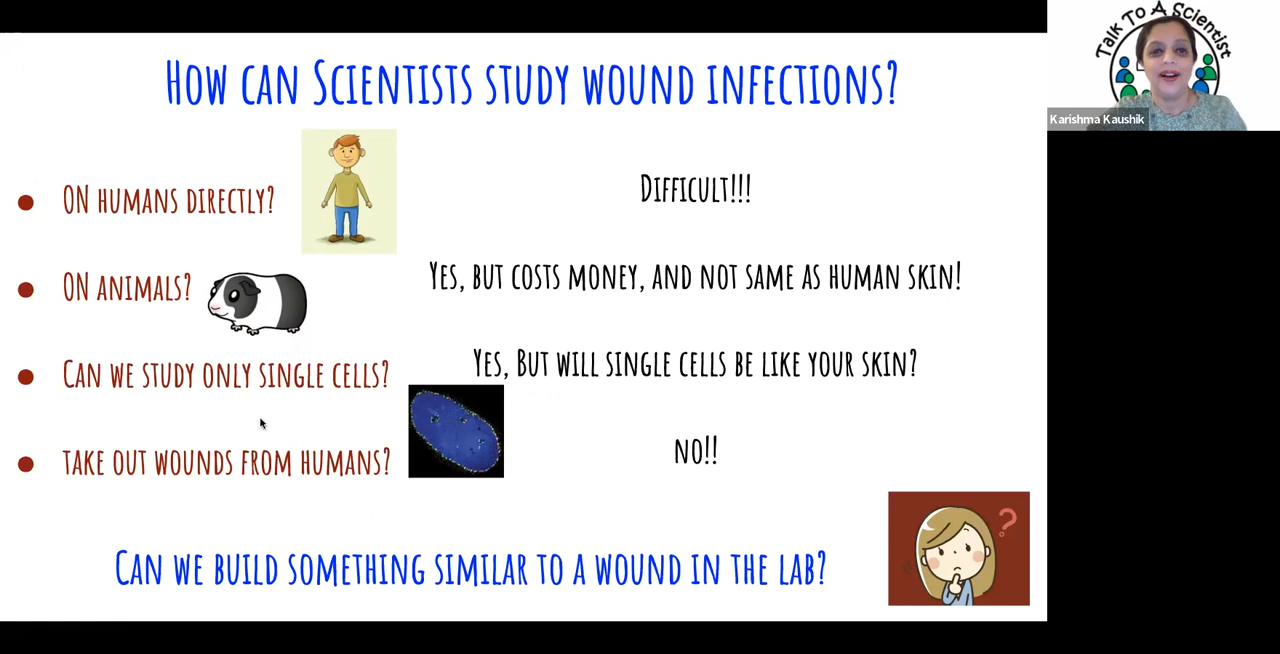 How can Scientists study wound infections?
Talk To A Scientist
Karishma Kaushik
ON humans directly?
Difficult!!!
ON animals?
Yes, but costs money, and not same as human skin!
Can we study only single cells?
Yes, But will single cells be like your skin?
take out wounds from humans?
NO!!
?
Can we build something similar to a wound in the lab?